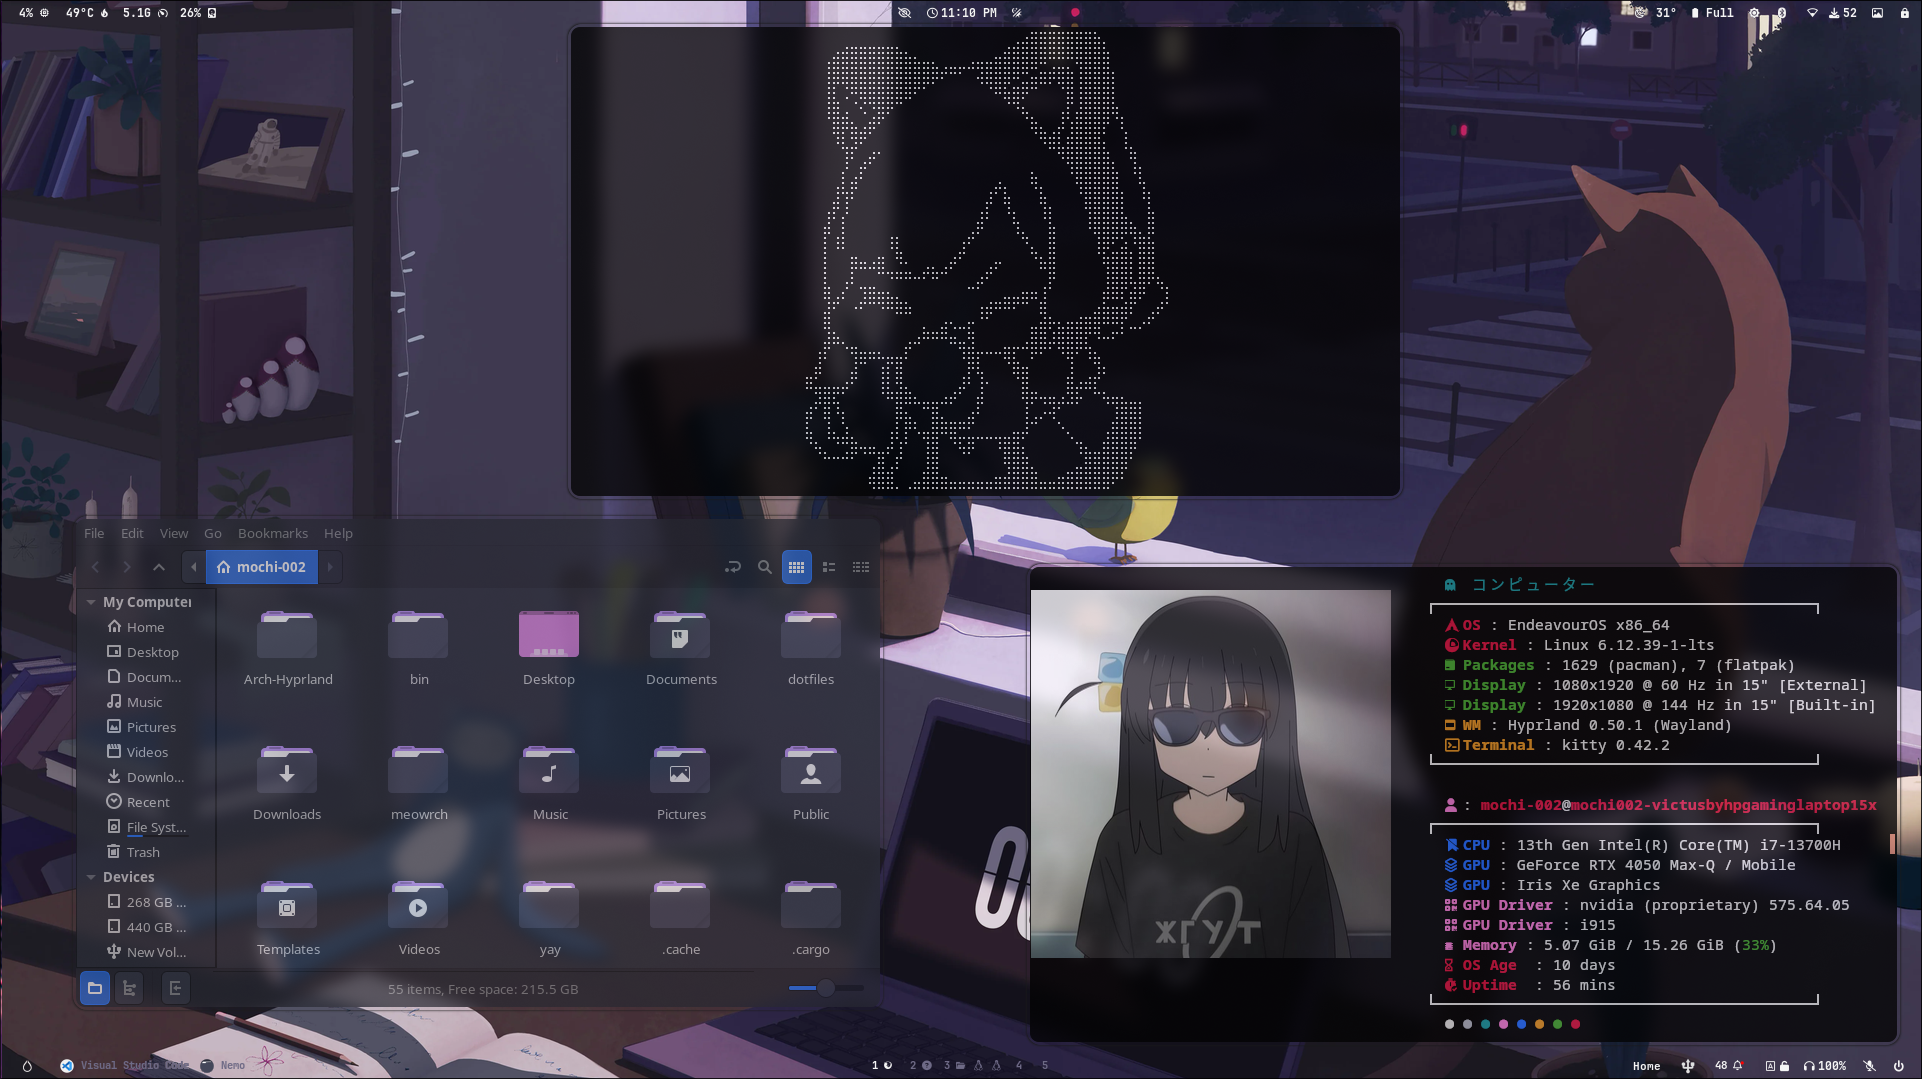 4% 49°C 5.1G 26%
11:10 PM
31° Full 52
File Edit View Go Bookmarks Help
mochi-002
My Computer
Home
Desktop
Docum...
Music
Pictures
Videos
Downlo...
Recent
File Syst...
Trash
Devices
268 GB ...
440 GB ...
New Vol...
Arch-Hyprland bin Desktop Documents dotfiles
Downloads meowrch Music Pictures Public
Templates Videos yay .cache .cargo
55 items, Free space: 215.5 GB
コンピューター
OS : EndeavourOS x86_64
Kernel : Linux 6.12.39-1-lts
Packages : 1629 (pacman), 7 (flatpak)
Display : 1080x1920 @ 60 Hz in 15" [External]
Display : 1920x1080 @ 144 Hz in 15" [Built-in]
WM : Hyprland 0.50.1 (Wayland)
Terminal : kitty 0.42.2
: mochi-002@mochi002-victusbyhpgaminglaptop15x
CPU : 13th Gen Intel(R) Core(TM) i7-13700H
GPU : GeForce RTX 4050 Max-Q / Mobile
GPU : Iris Xe Graphics
GPU Driver : nvidia (proprietary) 575.64.05
GPU Driver : i915
Memory : 5.07 GiB / 15.26 GiB (33%)
OS Age : 10 days
Uptime : 56 mins
ЖГУТ
Visual Studio Code Nemo
1 2 3 4 5
Home 48 A 100%